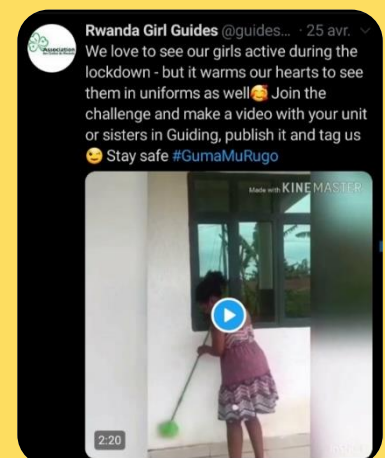 Rwanda Girl Guides @guides... · 25 avr.
We love to see our girls active during the
lockdown - but it warms our hearts to see
them in uniforms as well🥰 Join the
challenge and make a video with your unit
or sisters in Guiding, publish it and tag us
😉 Stay safe #GumaMuRugo
Made with KINEMASTER
2:20